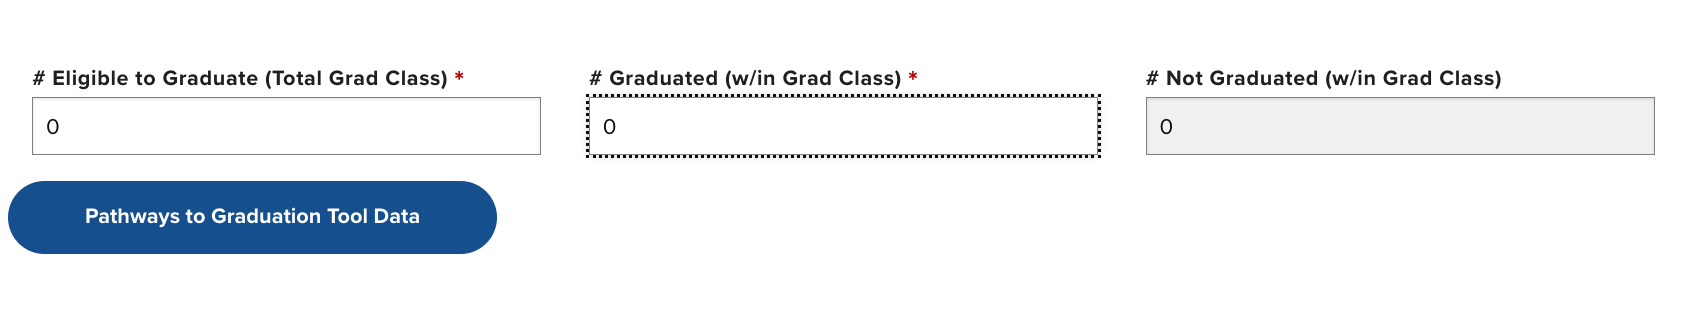 # Eligible to Graduate (Total Grad Class) *
0
# Graduated (w/in Grad Class) *
0
# Not Graduated (w/in Grad Class)
0
Pathways to Graduation Tool Data